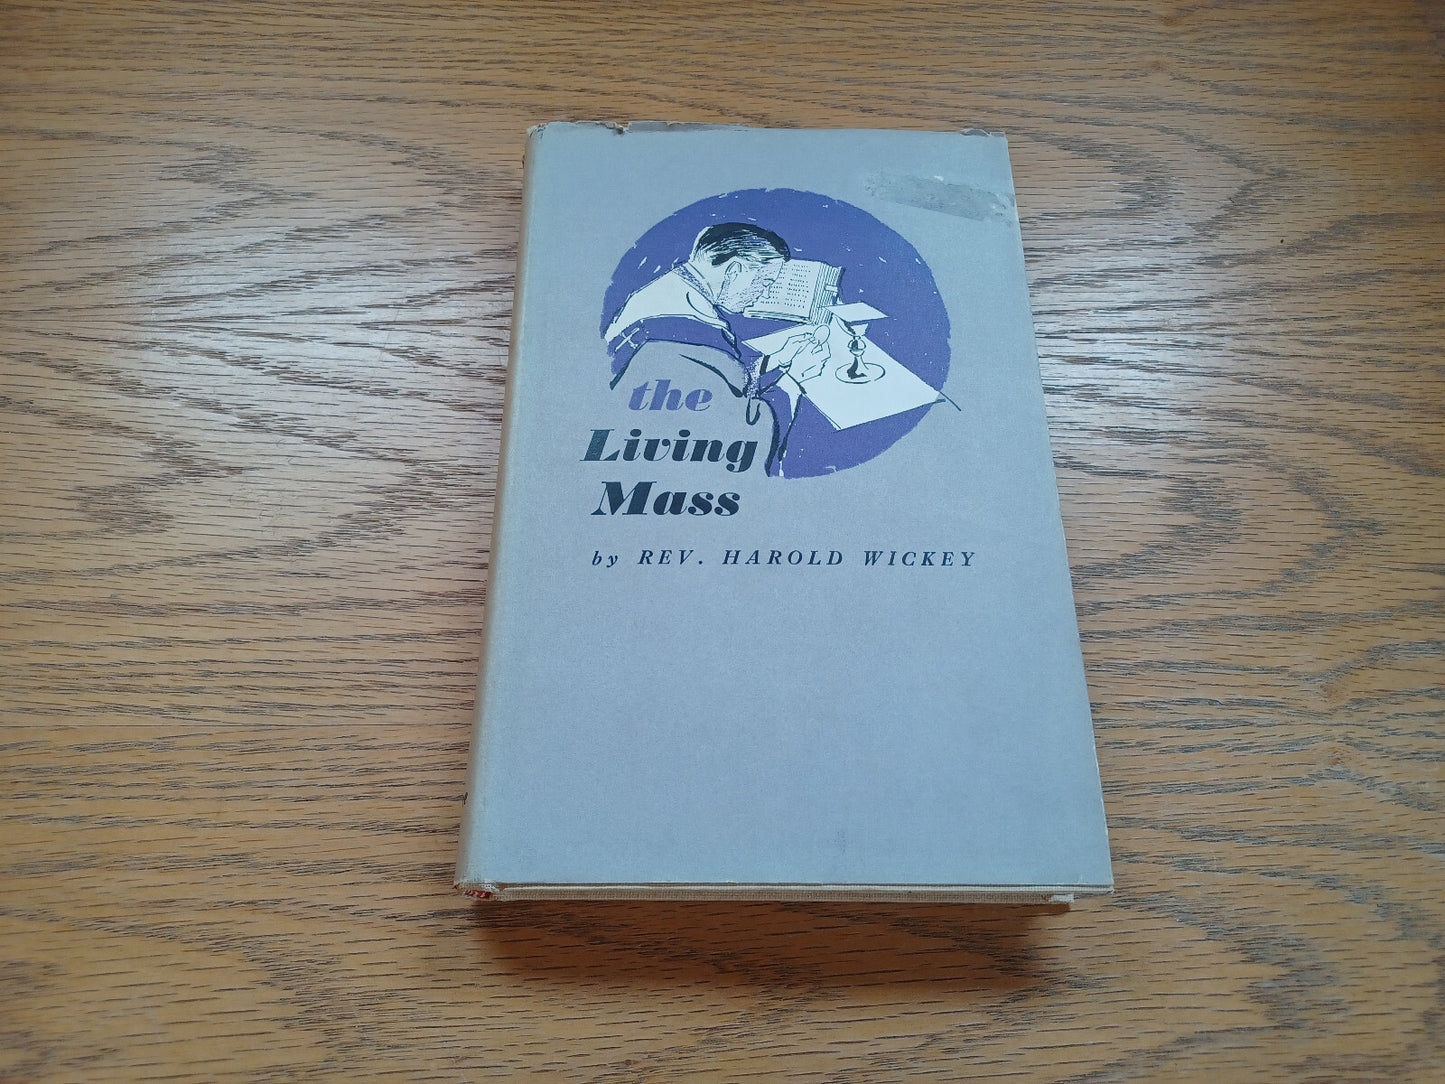 the
Living
Mass
by REV. HAROLD WICKEY